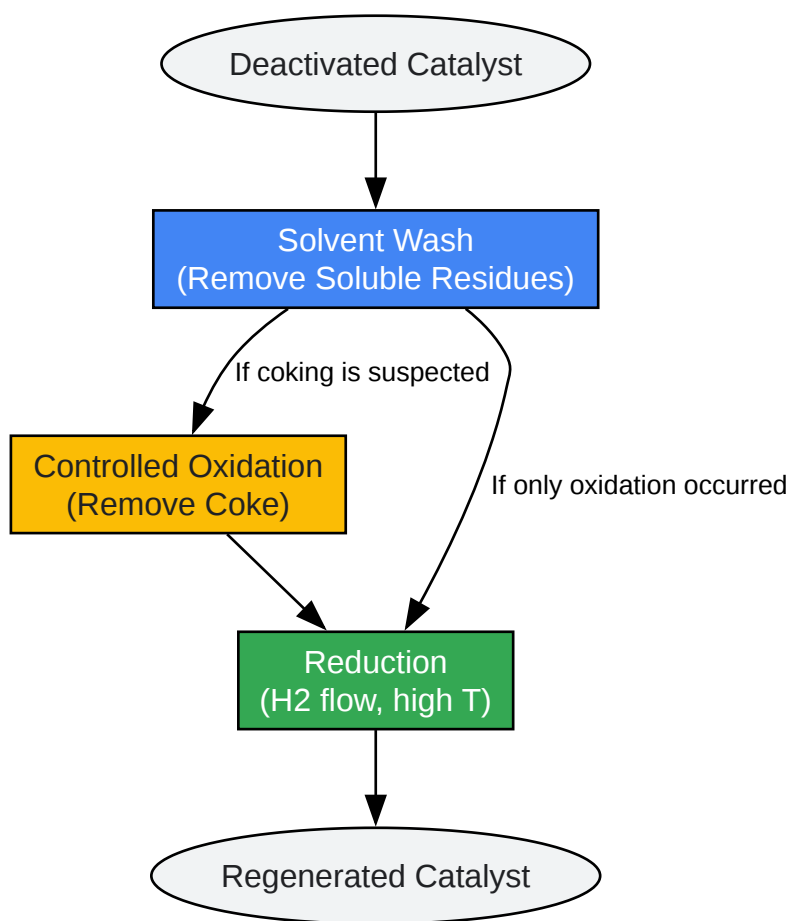 Deactivated Catalyst
Solvent Wash
(Remove Soluble Residues)
If coking is suspected
Controlled Oxidation
(Remove Coke)
If only oxidation occurred
Reduction
(H2 flow, high T)
Regenerated Catalyst